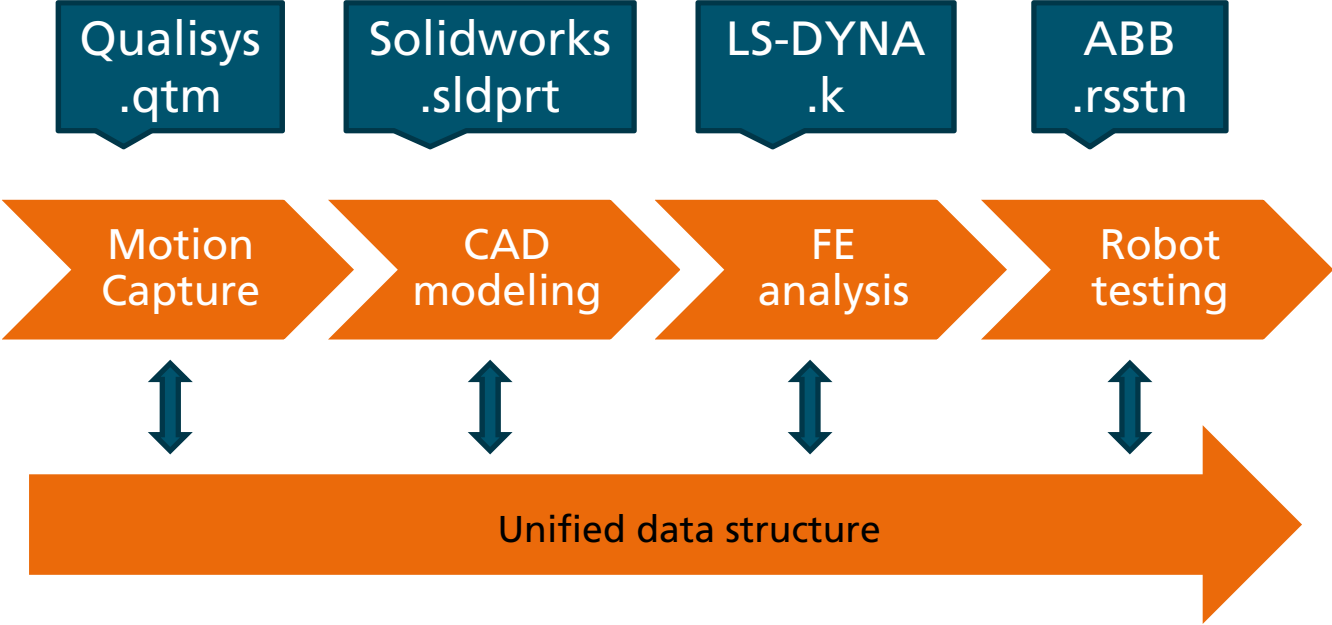 Qualisys
.qtm
Solidworks
.sldprt
LS-DYNA
.k
ABB
.rsstn
Motion
Capture
CAD
modeling
FE
analysis
Robot
testing
Unified data structure